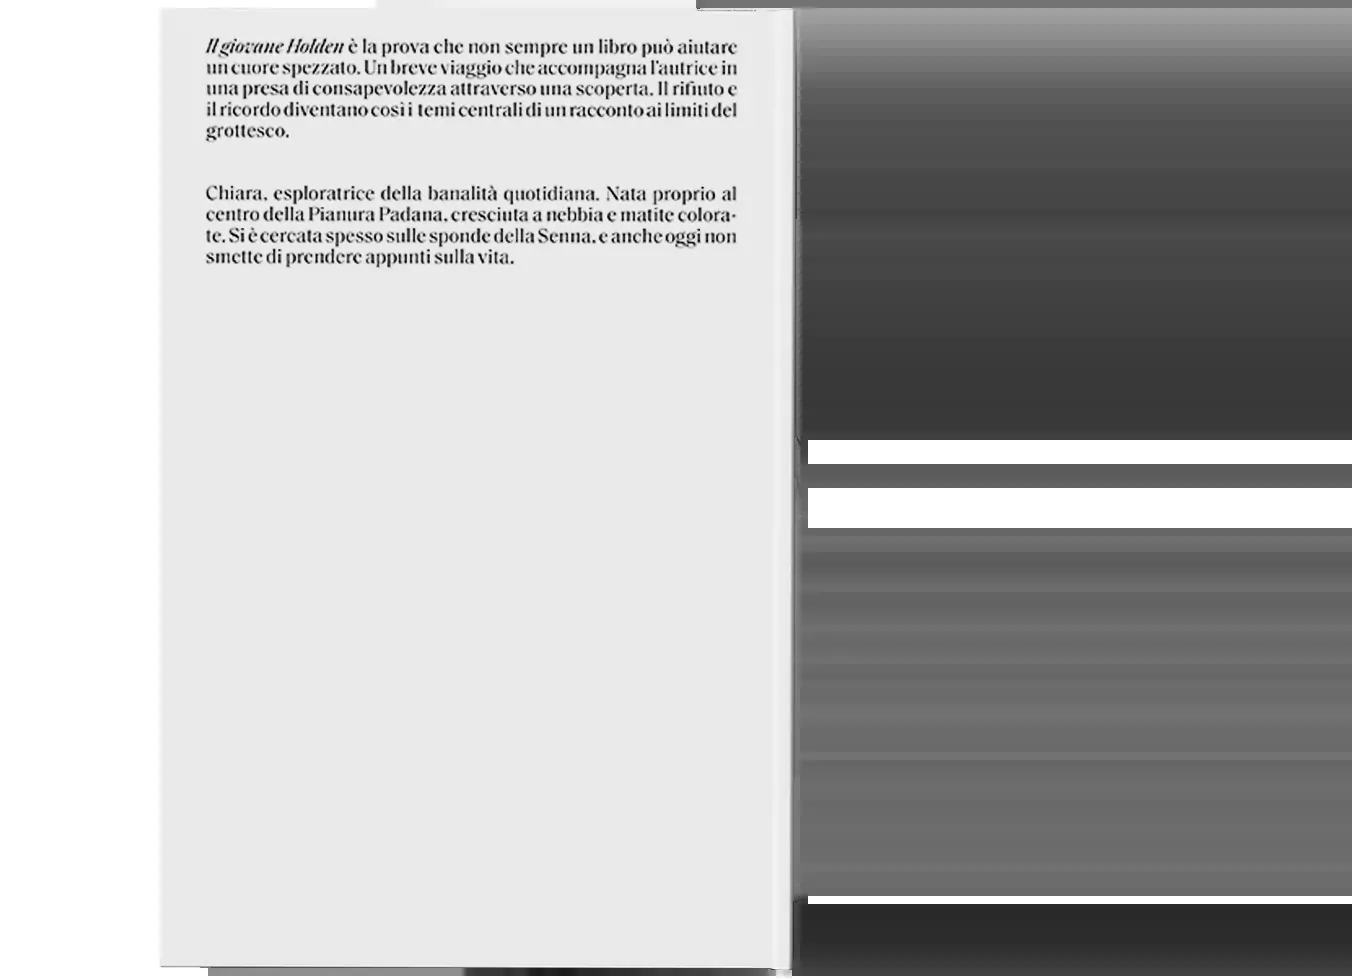 Il giovane Holden è la prova che non sempre un libro può aiutare
un cuore spezzato. Un breve viaggio che accompagna l'autrice in
una presa di consapevolezza attraverso una scoperta. Il rifiuto e
il ricordo diventano così i temi centrali di un racconto ai limiti del
grottesco.
Chiara, esploratrice della banalità quotidiana. Nata proprio al
centro della Pianura Padana, cresciuta a nebbia e matite colora-
te. Si è cercata spesso sulle sponde della Senna, e anche oggi non
smette di prendere appunti sulla vita.